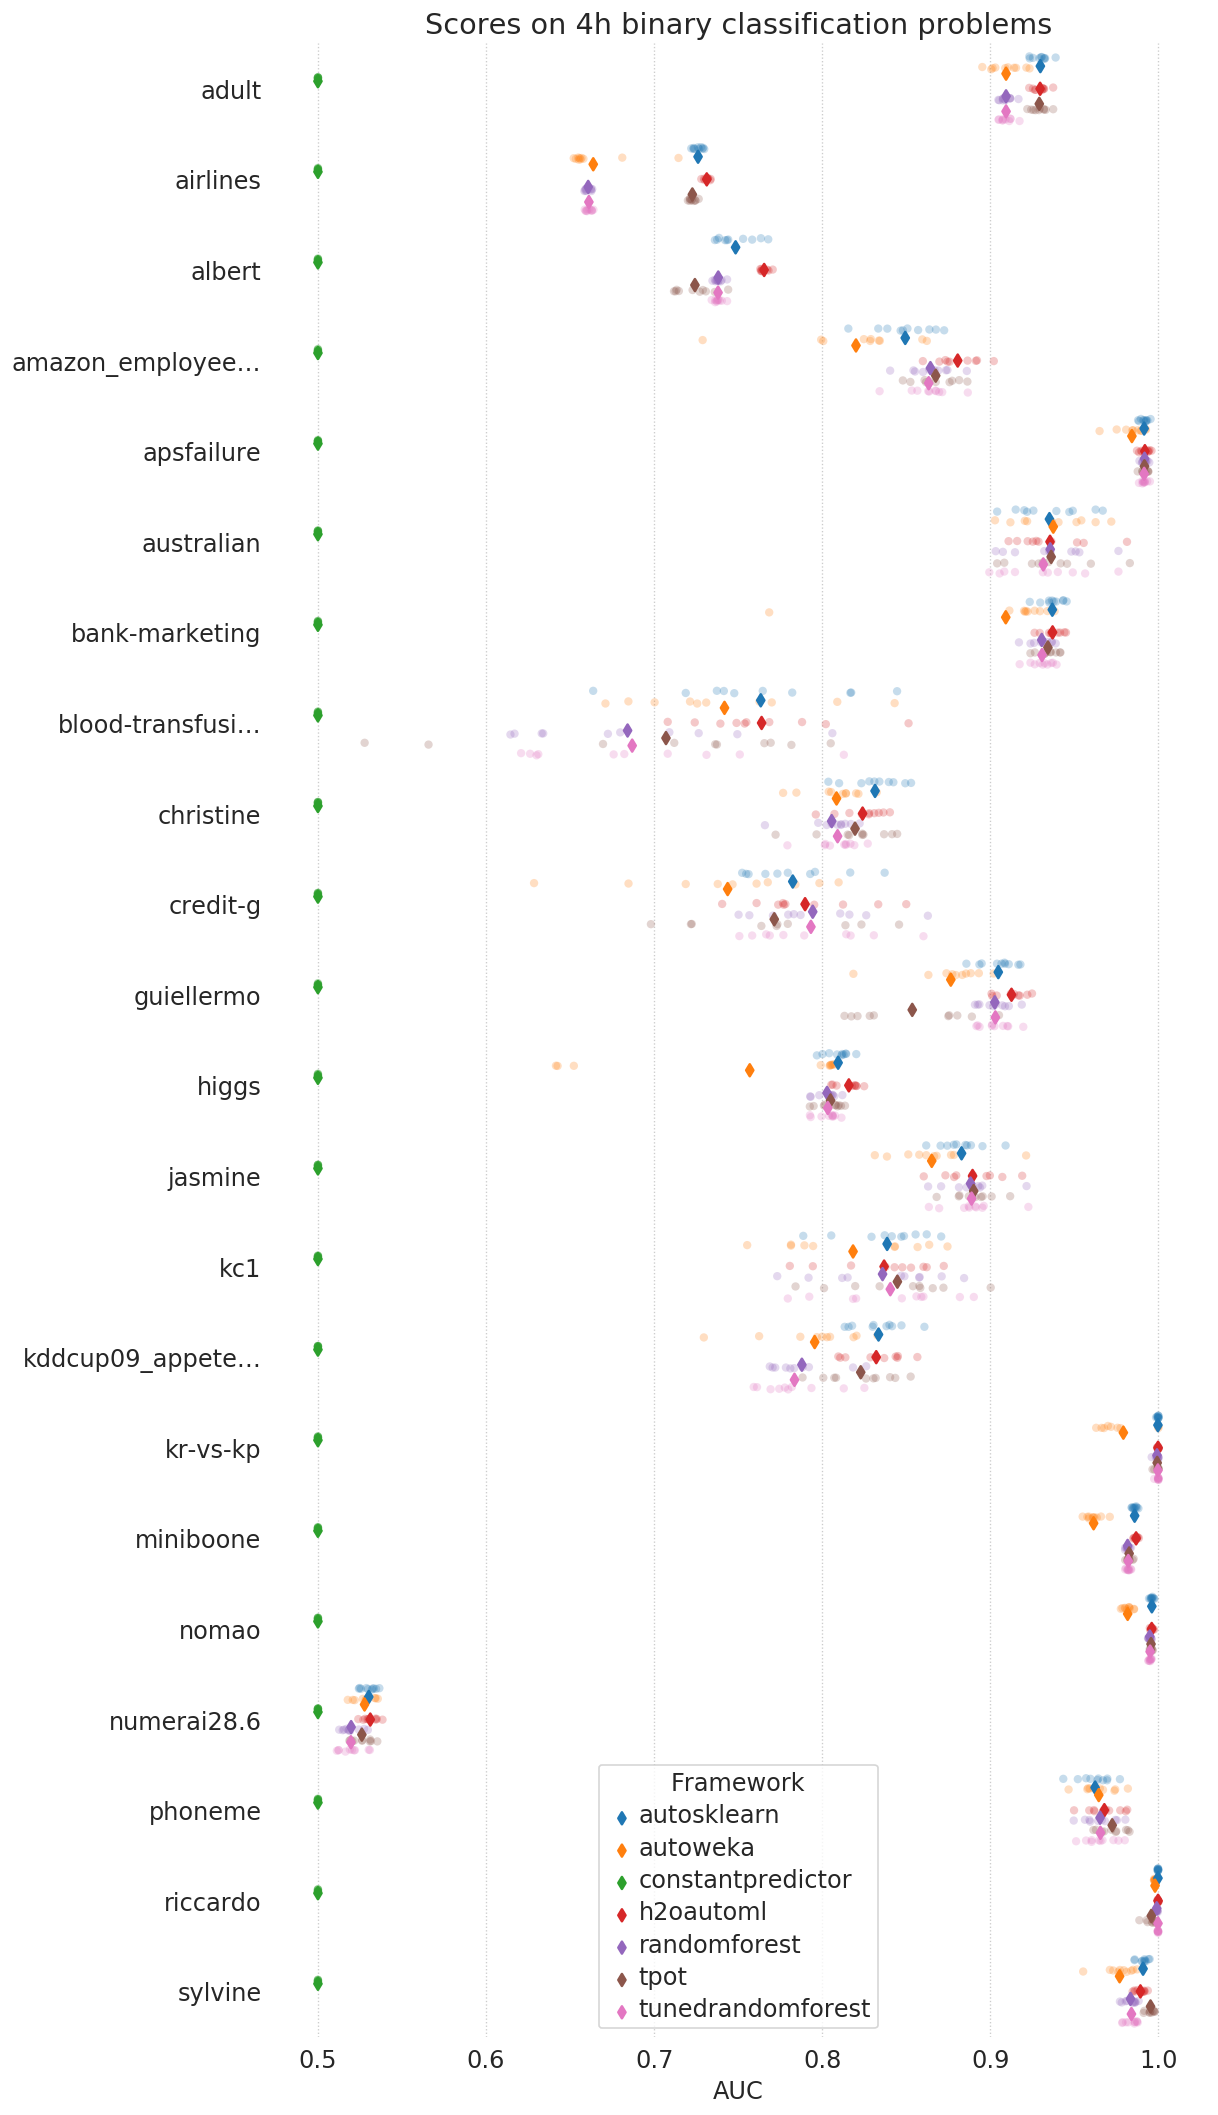 Scores on 4h binary classification problems
adult
airlines
albert
amazon_employee...
apsfailure
australian
bank-marketing
blood-transfusi...
christine
credit-g
guiellermo
higgs
jasmine
kc1
kddcup09_appete...
kr-vs-kp
miniboone
nomao
numerai28.6
phoneme
riccardo
sylvine
Framework
autosklearn
autoweka
constantpredictor
h2oautoml
randomforest
tpot
tunedrandomforest
0.5 0.6 0.7 0.8 0.9 1.0
AUC